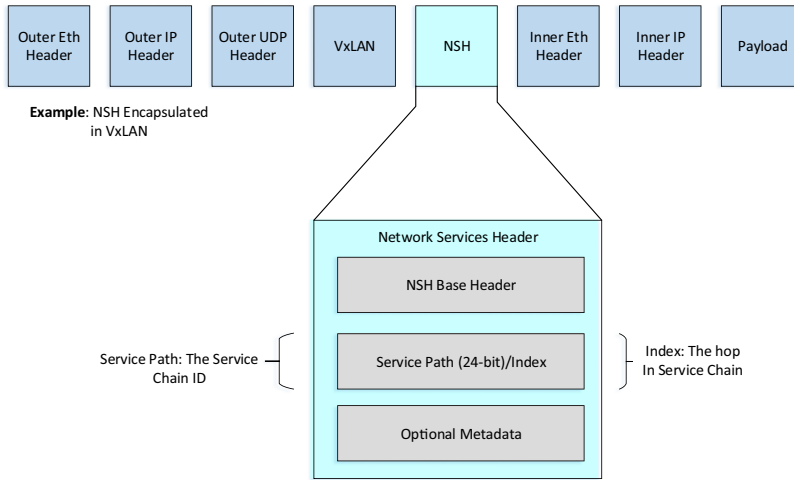 Outer Eth
Header
Outer IP
Header
Outer UDP
Header
VxLAN
NSH
Inner Eth
Header
Inner IP
Header
Payload
Example: NSH Encapsulated
in VxLAN
Network Services Header
NSH Base Header
Service Path: The Service
Chain ID
Service Path (24-bit)/Index
Index: The hop
In Service Chain
Optional Metadata